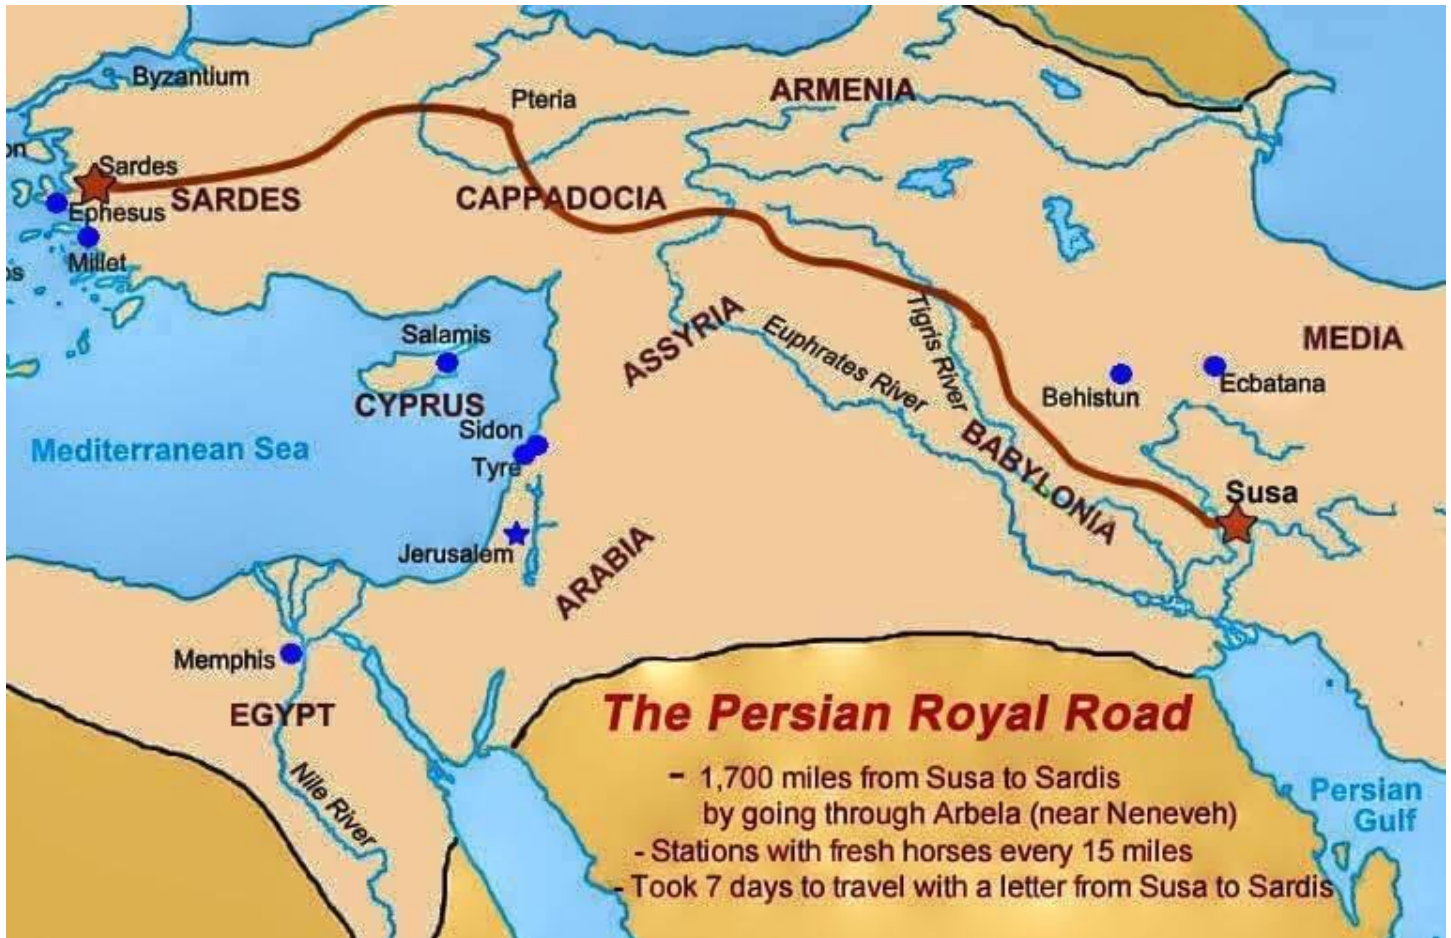 Byzantium
ARMENIA
Pteria
on
Sardes
SARDES
CAPPADOCIA
Ephesus
Millet
os
ASSYRIA
Euphrates River
Tigris River
MEDIA
Salamis
CYPRUS
Behistun
Ecbatana
Sidon
Mediterranean Sea
Tyre
BABYLONIA
Susa
Jerusalem
ARABIA
Memphis
EGYPT
Nile River
The Persian Royal Road
- 1,700 miles from Susa to Sardis
by going through Arbela (near Neneveh)
- Stations with fresh horses every 15 miles
- Took 7 days to travel with a letter from Susa to Sardis
Persian
Gulf